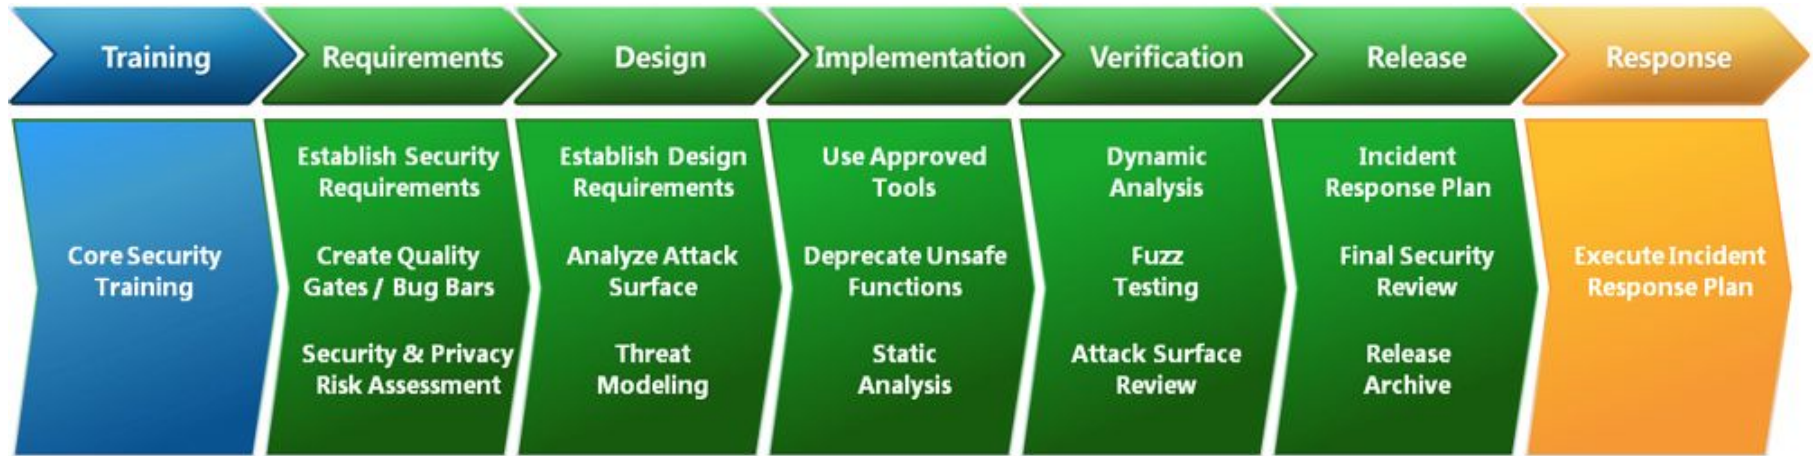 Training
Requirements
Design
Implementation
Verification
Release
Response
Core Security
Training
Establish Security
Requirements
Create Quality
Gates / Bug Bars
Security & Privacy
Risk Assessment
Establish Design
Requirements
Analyze Attack
Surface
Threat
Modeling
Use Approved
Tools
Deprecate Unsafe
Functions
Static
Analysis
Dynamic
Analysis
Fuzz
Testing
Attack Surface
Review
Incident
Response Plan
Final Security
Review
Release
Archive
Execute Incident
Response Plan